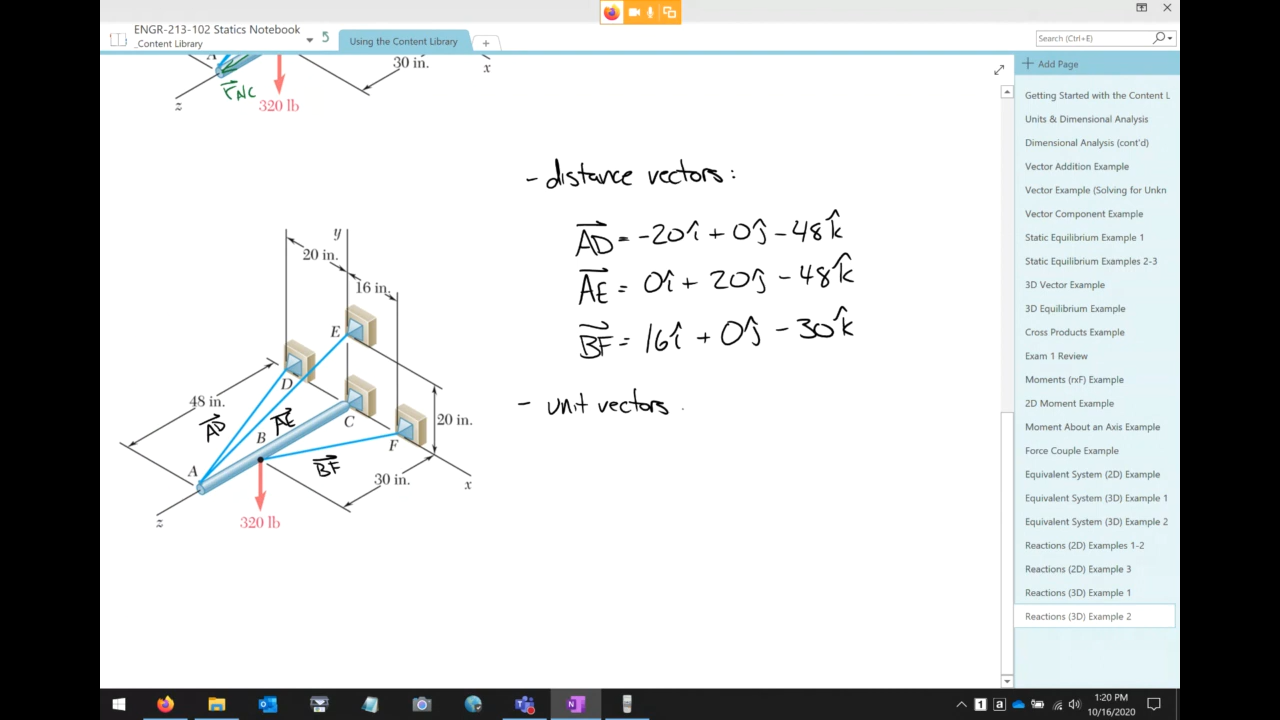 ENGR-213-102 Statics Notebook
_Content Library
Using the Content Library
+
Search (Ctrl+E)
Add Page
Getting Started with the Content L
Units & Dimensional Analysis
Dimensional Analysis (cont'd)
Vector Addition Example
Vector Example (Solving for Unkn
Vector Component Example
Static Equilibrium Example 1
Static Equilibrium Examples 2-3
3D Vector Example
3D Equilibrium Example
Cross Products Example
Exam 1 Review
Moments (rxF) Example
2D Moment Example
Moment About an Axis Example
Force Couple Example
Equivalent System (2D) Example
Equivalent System (3D) Example 1
Equivalent System (3D) Example 2
Reactions (2D) Examples 1-2
Reactions (2D) Example 3
Reactions (3D) Example 1
Reactions (3D) Example 2
A
30 in.
x
z
320 lb
- distance vectors:
AD = -20î + 0ĵ - 48k̂
AE = 0î + 20ĵ - 48k̂
BF = 16î + 0ĵ - 30k̂
- unit vectors
y
20 in.
16 in.
E
D
48 in.
AD
AE
B
C
20 in.
F
A
BF
30 in.
x
z
320 lb
1:20 PM
10/16/2020